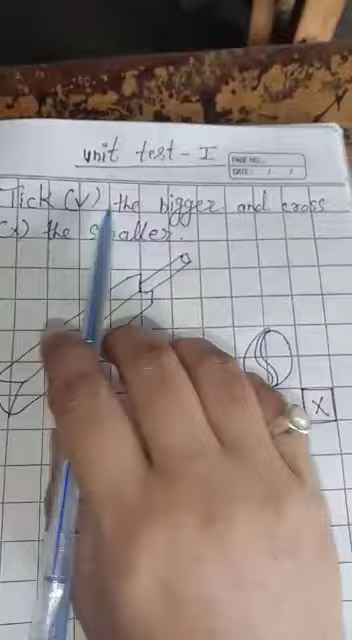 unit test - I
PAGE NO.:
DATE: / /
Tick (√) the bigger and cross
(x) the smaller.
X